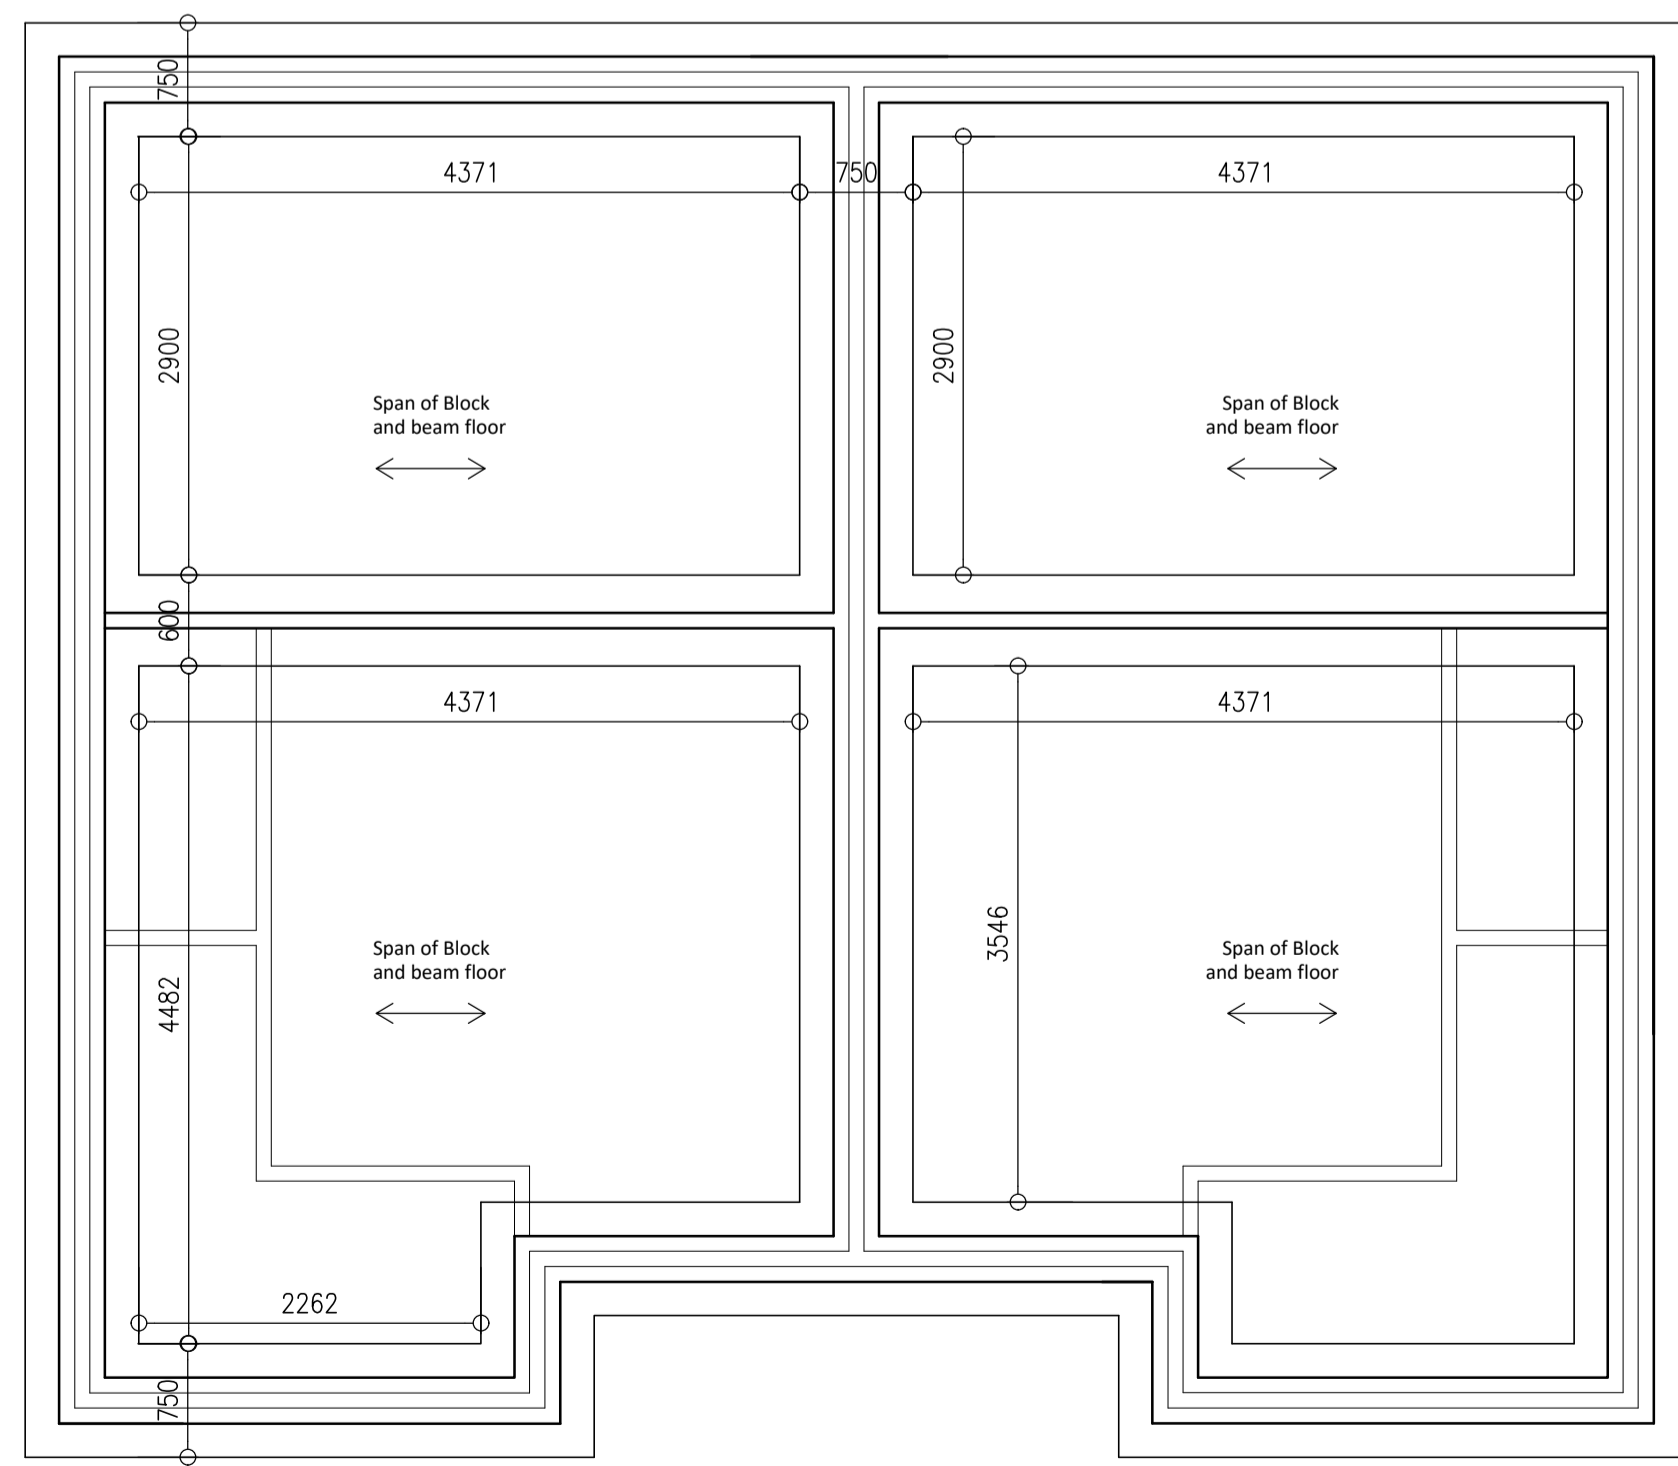 750
4371
750
4371
2900
2900
Span of Block
and beam floor
Span of Block
and beam floor
600
4371
4371
3546
4482
Span of Block
and beam floor
Span of Block
and beam floor
2262
750